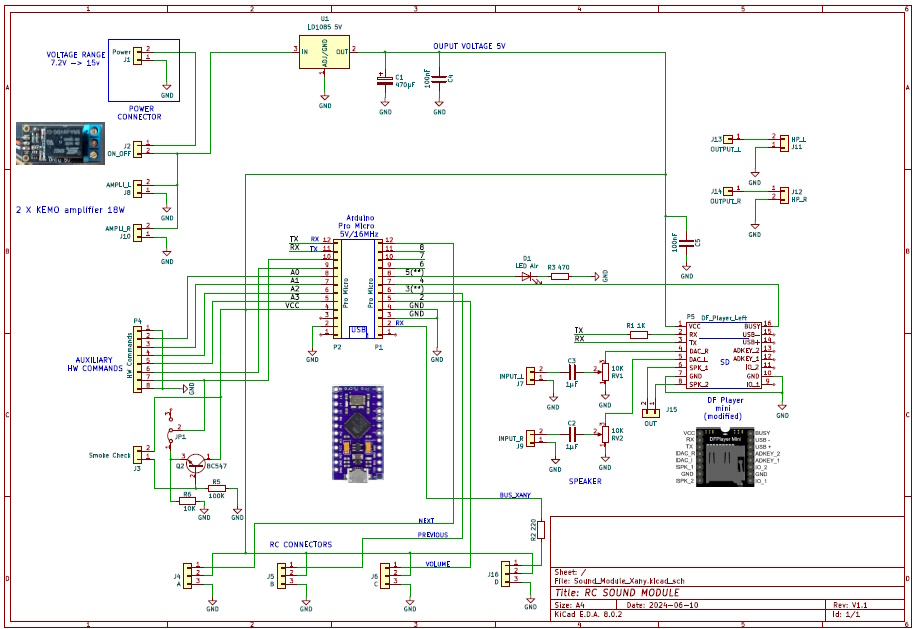 1 2 3 4 5 6
U1
LD1085 5V
IN OUT
ADJ/GND
3 2
1
OUPUT VOLTAGE 5V
VOLTAGE RANGE
7.2V -> 15v
Power
J1
2
1
GND
POWER
CONNECTOR
C1
470µF
GND
100nF
C4
GND
GND
J2
ON_OFF
1
2
AMPLI_L
J8
2
1
GND
2 X KEMO amplifier 18W
AMPLI_R
J10
2
1
GND
J13
OUTPUT_L
1
2
1
HP_L
J11
GND
J14
OUTPUT_R
1
2
1
HP_R
J12
GND
100nF
C5
GND
Arduino
Pro Micro
5V/16MHz
TX
RX
RX
TX
A0
A1
A2
A3
VCC
12
11
10
9
8
7
6
5
4
3
2
1
Pro Micro
Pro Micro
USB
12
11
10
9
8
7
6
5
4
3
2
1
8
7
6
5(**)
4
3(**)
2
GND
GND
RX
P2
P1
GND
GND
D1
LED Air
R3 470
GND
P4
HW Commands
1
2
3
4
5
6
7
8
GND
AUXILIARY
HW COMMANDS
3
2
1
JP1
Smoke Check
J3
2
1
Q2
BC547
R5
100K
R6
10K
GND
GND
P5
DF_Player_Left
TX
RX
R1 1K
1 VCC BUSY 16
2 RX USB- 15
3 TX USB+ 14
4 DAC_R ADKEY_2 13
5 DAC_L ADKEY_1 12
6 SPK_1 IO_2 11
7 GND GND 10
8 SPK_2 IO_1 9
SD
GND
DF Player
mini
(modified)
J15
OUT
INPUT_L
J7
2
1
C3
1µF
10K
RV1
GND
GND
INPUT_R
J9
2
1
C2
1µF
10K
RV2
GND
GND
SPEAKER
VCC
RX
TX
DAC_R
DAC_I
SPK_1
GND
SPK_2
DFPlayer Mini
BUSY
USB -
USB +
ADKEY_2
ADKEY_1
IO_2
GND
IO_1
BUS_XANY
R2 220
NEXT
PREVIOUS
VOLUME
RC CONNECTORS
J4
A
1
2
3
GND
J5
B
1
2
3
GND
J6
C
1
2
3
GND
J16
D
1
2
3
GND
Sheet: /
File: Sound_Module_Xany.kicad_sch
Title: RC SOUND MODULE
Size: A4 Date: 2024-06-10 Rev: V1.1
KiCad E.D.A. 8.0.2 Id: 1/1
A
B
C
D
A
B
C
D
1 2 3 4 5 6